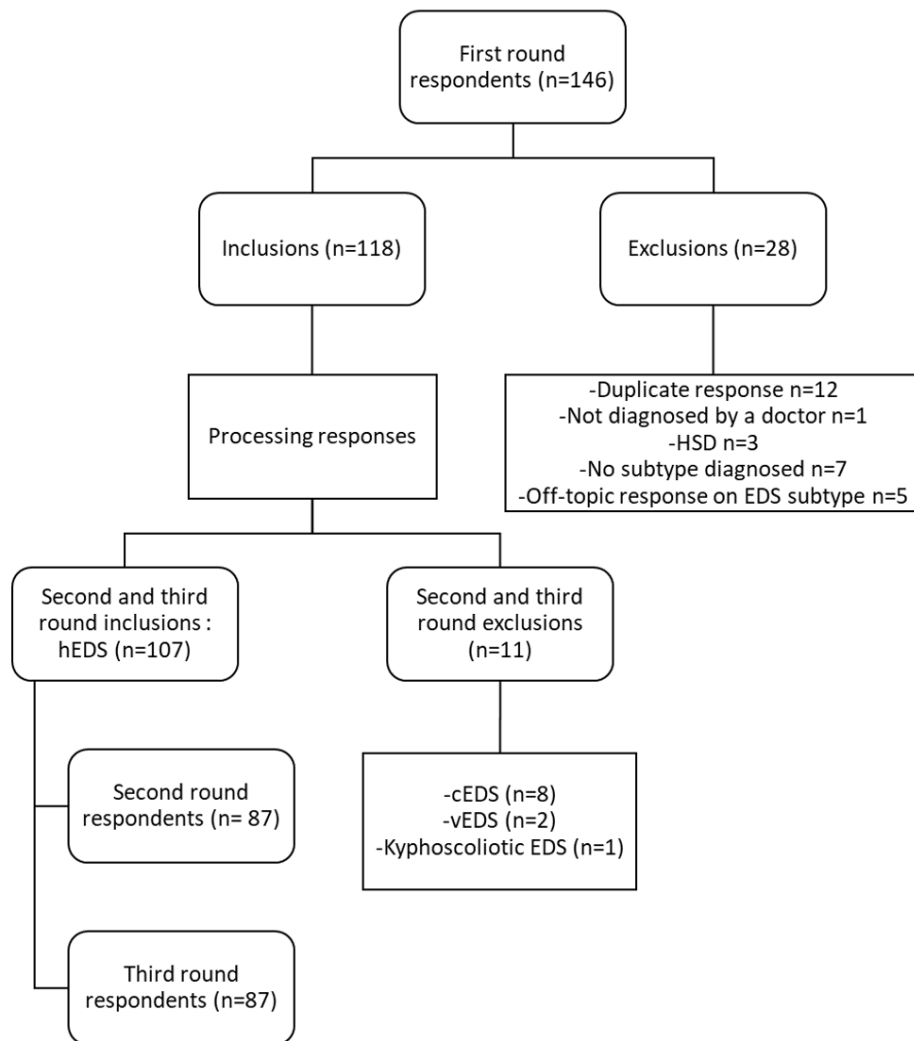 First round
respondents (n=146)
Inclusions (n=118)
Exclusions (n=28)
Processing responses
-Duplicate response n=12
-Not diagnosed by a doctor n=1
-HSD n=3
-No subtype diagnosed n=7
-Off-topic response on EDS subtype n=5
Second and third
round inclusions :
hEDS (n=107)
Second and third
round exclusions
(n=11)
Second round
respondents (n= 87)
-cEDS (n=8)
-vEDS (n=2)
-Kyphoscoliotic EDS (n=1)
Third round
respondents (n=87)